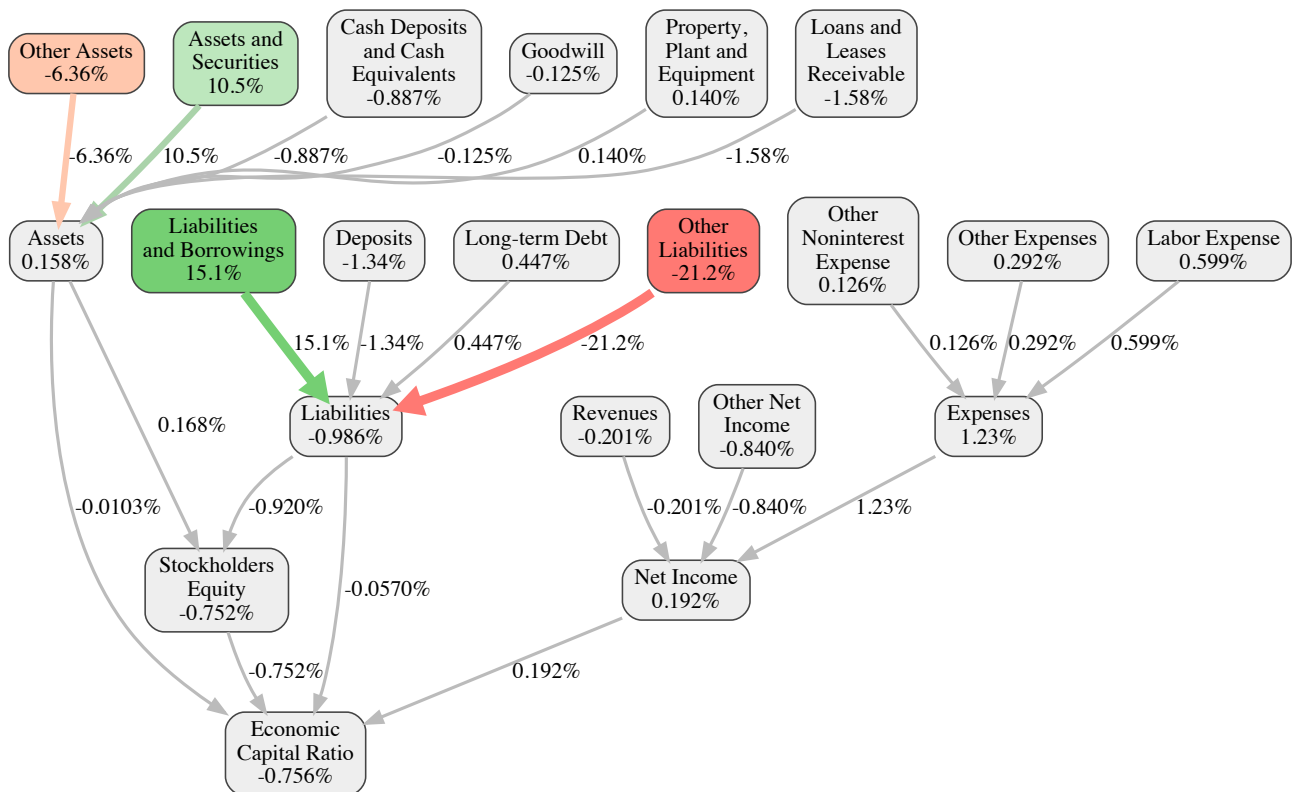 Other Assets
-6.36%
Assets and
Securities
10.5%
Cash Deposits
and Cash
Equivalents
-0.887%
Goodwill
-0.125%
Property,
Plant and
Equipment
0.140%
Loans and
Leases
Receivable
-1.58%
-6.36%
10.5%
-0.887%
-0.125%
0.140%
-1.58%
Assets
0.158%
Liabilities
and Borrowings
15.1%
Deposits
-1.34%
Long-term Debt
0.447%
Other
Liabilities
-21.2%
Other
Noninterest
Expense
0.126%
Other Expenses
0.292%
Labor Expense
0.599%
15.1%
-1.34%
0.447%
-21.2%
0.126%
0.292%
0.599%
0.168%
Liabilities
-0.986%
Revenues
-0.201%
Other Net
Income
-0.840%
Expenses
1.23%
-0.0103%
-0.920%
-0.201%
-0.840%
1.23%
Stockholders
Equity
-0.752%
-0.0570%
Net Income
0.192%
-0.752%
0.192%
Economic
Capital Ratio
-0.756%